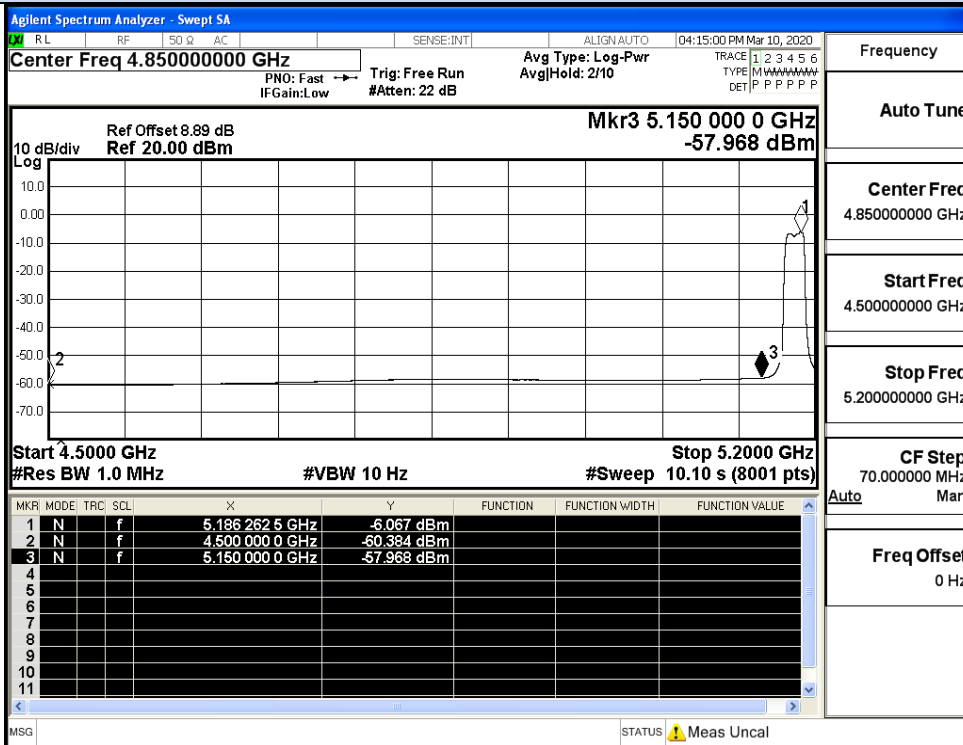 Agilent Spectrum Analyzer - Swept SA
LXI RL RF 50 Ω AC SENSE:INT ALIGN AUTO 04:15:00 PM Mar 10, 2020
Center Freq 4.850000000 GHz
PNO: Fast
IFGain:Low
Trig: Free Run
#Atten: 22 dB
Avg Type: Log-Pwr
Avg|Hold: 2/10
TRACE 1 2 3 4 5 6
TYPE M W W W W W
DET P P P P P P
Mkr3 5.150 000 0 GHz
-57.968 dBm
Ref Offset 8.89 dB
10 dB/div Ref 20.00 dBm
Log
10.0
0.00
-10.0
-20.0
-30.0
-40.0
-50.0
-60.0
-70.0
1
2
3
Start 4.5000 GHz Stop 5.2000 GHz
#Res BW 1.0 MHz #VBW 10 Hz #Sweep 10.10 s (8001 pts)
MKR MODE TRC SCL X Y FUNCTION FUNCTION WIDTH FUNCTION VALUE
1 N f 5.186 262 5 GHz -6.067 dBm
2 N f 4.500 000 0 GHz -60.384 dBm
3 N f 5.150 000 0 GHz -57.968 dBm
4
5
6
7
8
9
10
11
MSG STATUS Meas Uncal
Frequency
Auto Tune
Center Freq
4.850000000 GHz
Start Freq
4.500000000 GHz
Stop Freq
5.200000000 GHz
CF Step
70.000000 MHz
Auto Man
Freq Offset
0 Hz